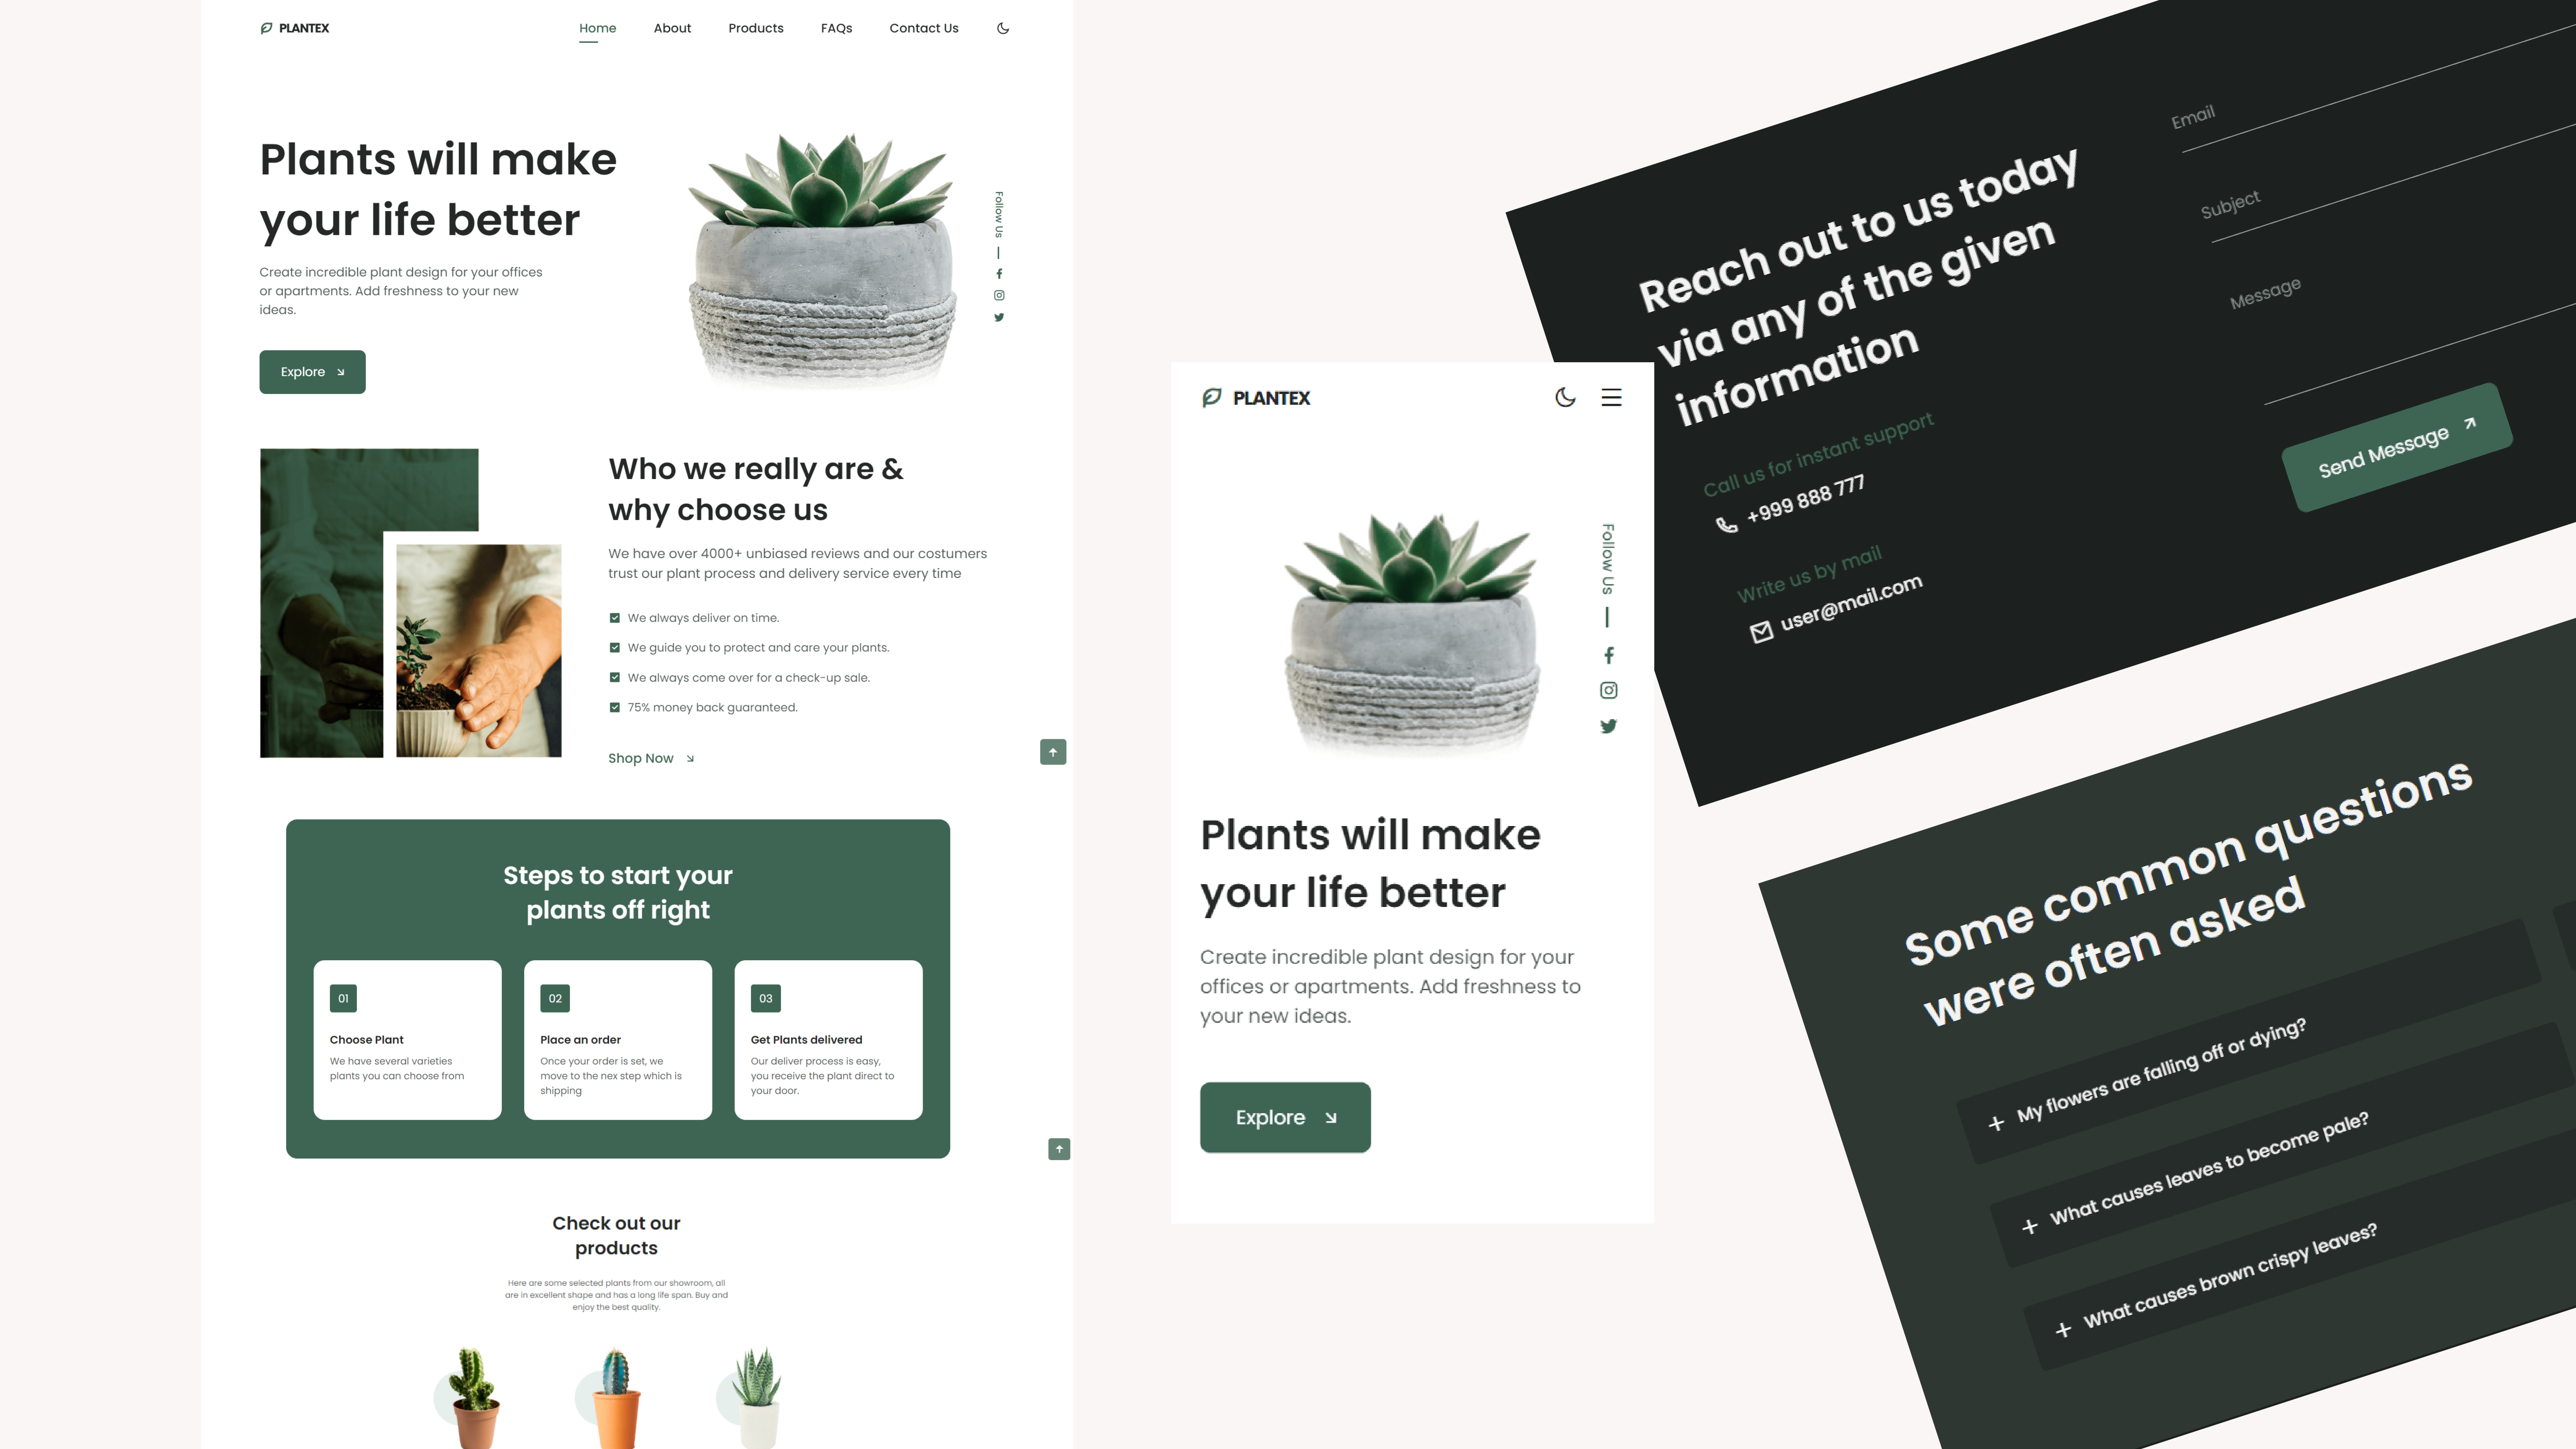 PLANTEX
Home
About
Products
FAQs
Contact Us
Plants will make
your life better
Create incredible plant design for your offices
or apartments. Add freshness to your new
ideas.
Explore
Follow Us
Who we really are &
why choose us
We have over 4000+ unbiased reviews and our costumers
trust our plant process and delivery service every time
We always deliver on time.
We guide you to protect and care your plants.
We always come over for a check-up sale.
75% money back guaranteed.
Shop Now
Steps to start your
plants off right
01
Choose Plant
We have several varieties
plants you can choose from
02
Place an order
Once your order is set, we
move to the nex step which is
shipping
03
Get Plants delivered
Our deliver process is easy,
you receive the plant direct to
your door.
Check out our
products
Here are some selected plants from our showroom, all
are in excellent shape and has a long life span. Buy and
enjoy the best quality.
PLANTEX
Follow Us
Plants will make
your life better
Create incredible plant design for your
offices or apartments. Add freshness to
your new ideas.
Explore
Reach out to us today
via any of the given
information
Call us for instant support
+999 888 777
Write us by mail
user@mail.com
Email
Subject
Message
Send Message
Some common questions
were often asked
My flowers are falling off or dying?
What causes leaves to become pale?
What causes brown crispy leaves?